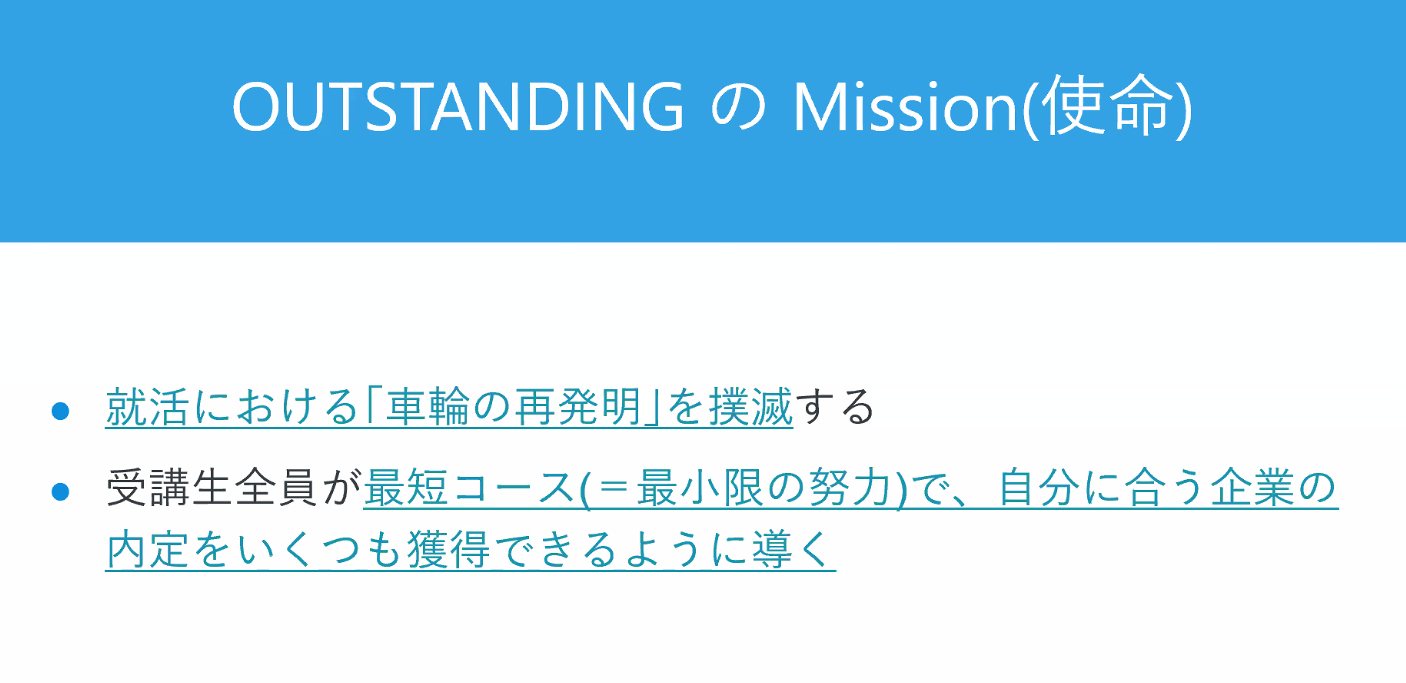 OUTSTANDING の Mission(使命)
● 就活における｢車輪の再発明｣を撲滅する
● 受講生全員が最短コース(＝最小限の努力)で、自分に合う企業の
内定をいくつも獲得できるように導く